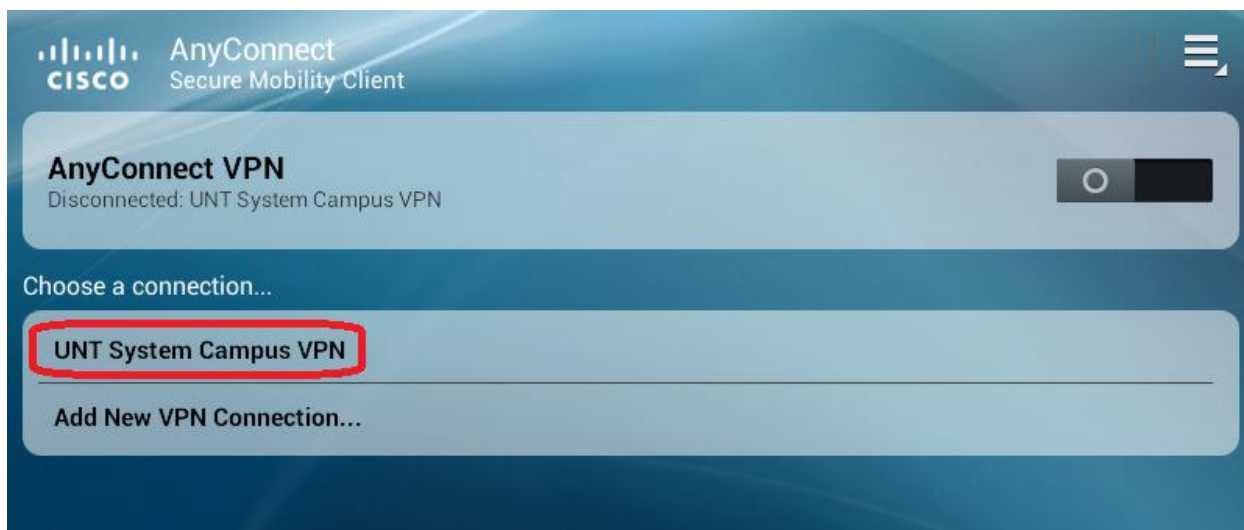 CISCO
AnyConnect
Secure Mobility Client
AnyConnect VPN
Disconnected: UNT System Campus VPN
Choose a connection...
UNT System Campus VPN
Add New VPN Connection...